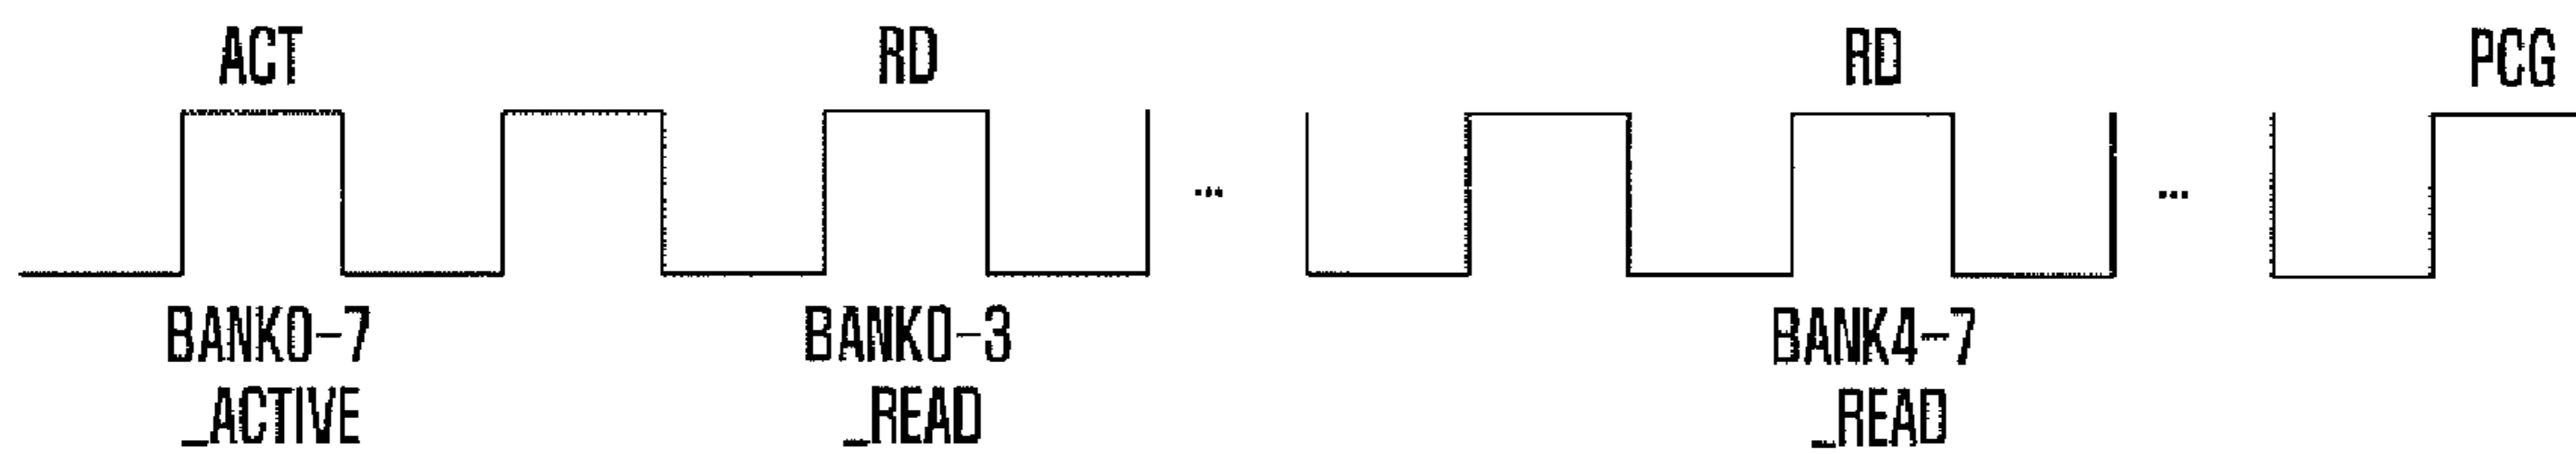 ACT RD RD PCG
... ...
BANK0-7 BANK0-3 BANK4-7
_ACTIVE _READ _READ